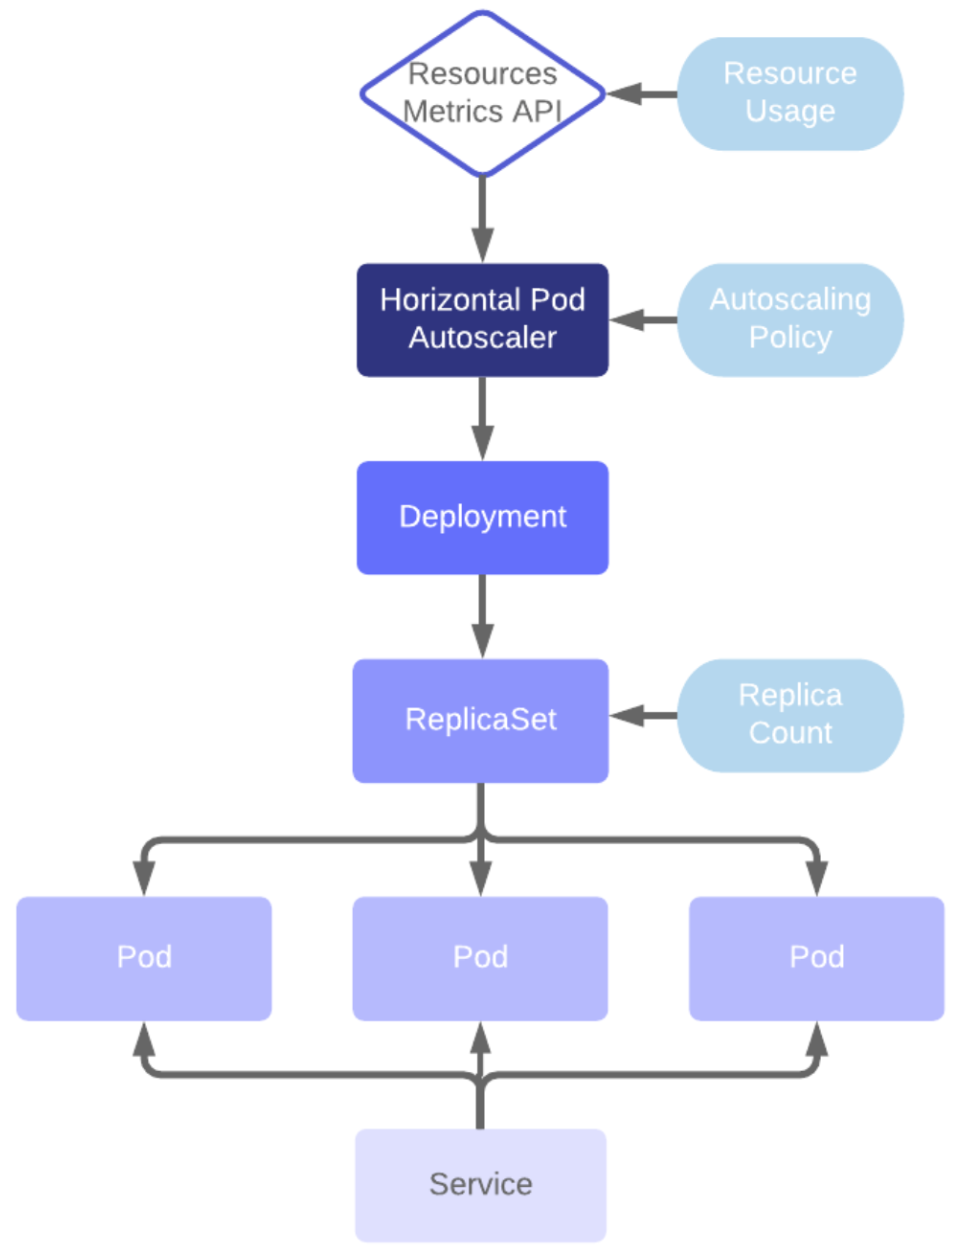 Resources
Metrics API
Resource
Usage
Horizontal Pod
Autoscaler
Autoscaling
Policy
Deployment
ReplicaSet
Replica
Count
Pod
Pod
Pod
Service